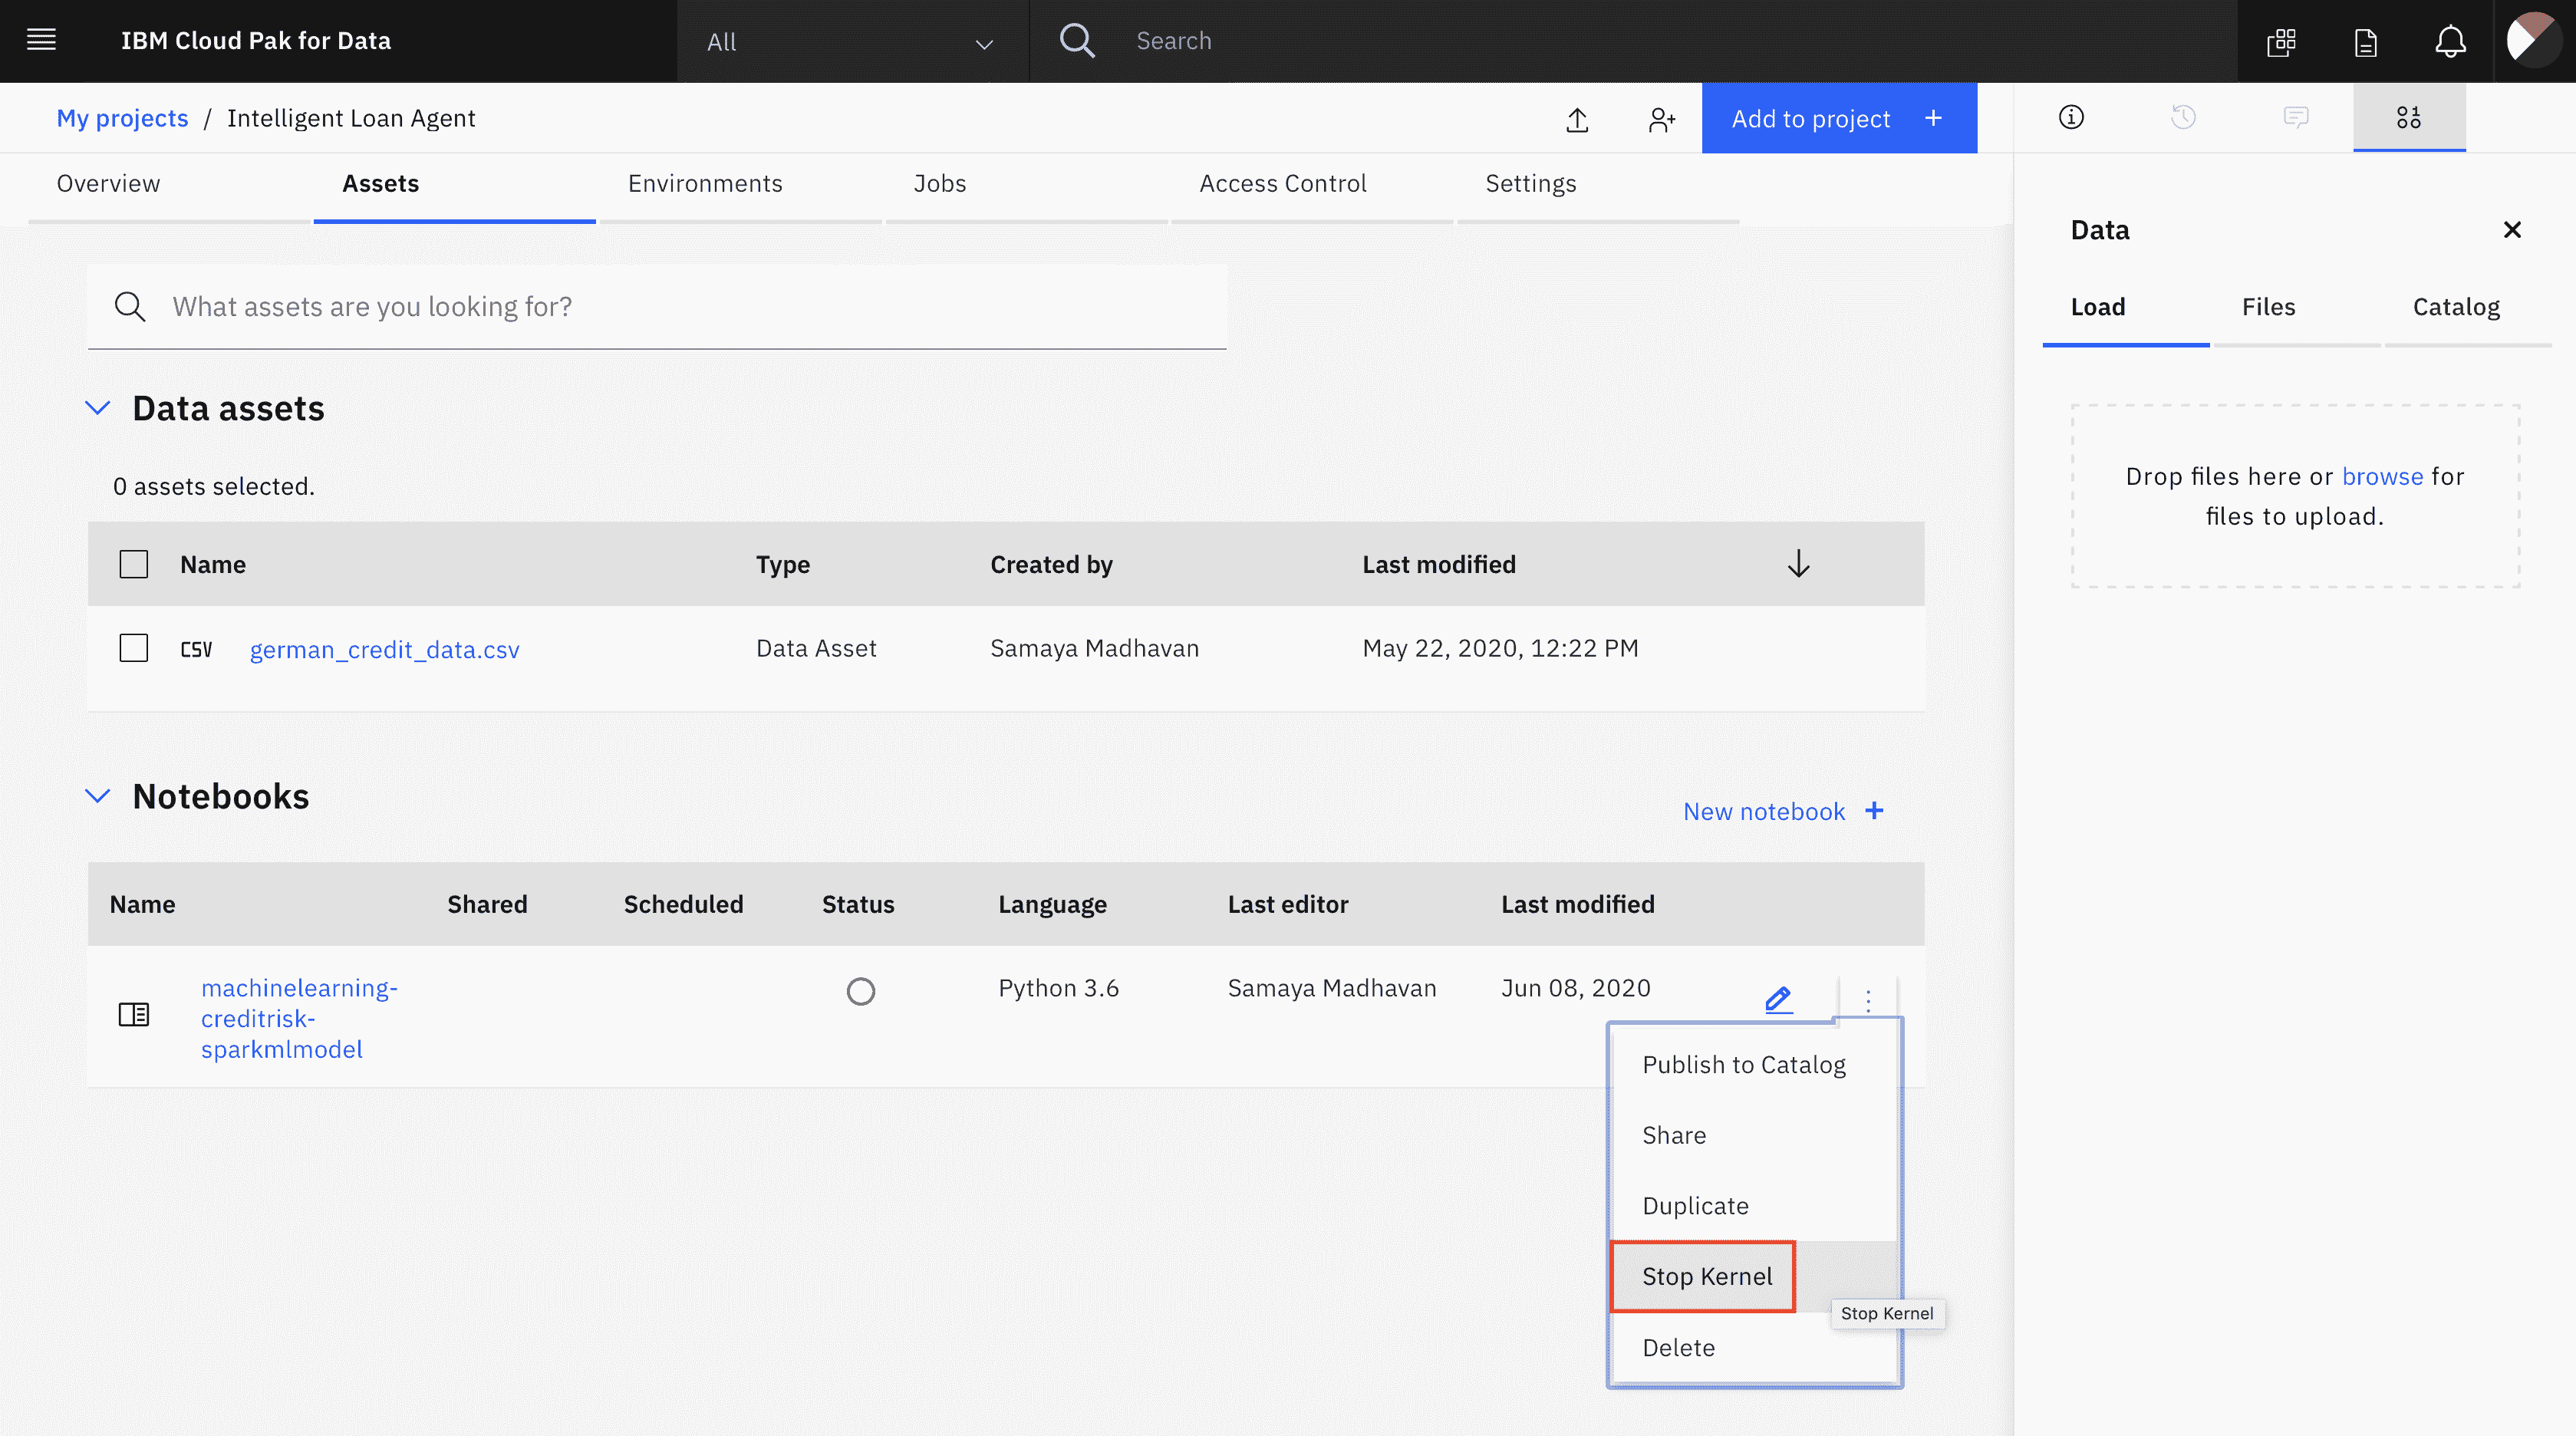 IBM Cloud Pak for Data
All
Search
My projects / Intelligent Loan Agent
Add to project +
Overview
Assets
Environments
Jobs
Access Control
Settings
What assets are you looking for?
Data assets
0 assets selected.
Name Type Created by Last modified
CSV german_credit_data.csv Data Asset Samaya Madhavan May 22, 2020, 12:22 PM
Notebooks
New notebook +
Name Shared Scheduled Status Language Last editor Last modified
machinelearning-
creditrisk-
sparkmlmodel
Python 3.6 Samaya Madhavan Jun 08, 2020
Publish to Catalog
Share
Duplicate
Stop Kernel
Stop Kernel
Delete
Data
Load
Files
Catalog
Drop files here or browse for
files to upload.